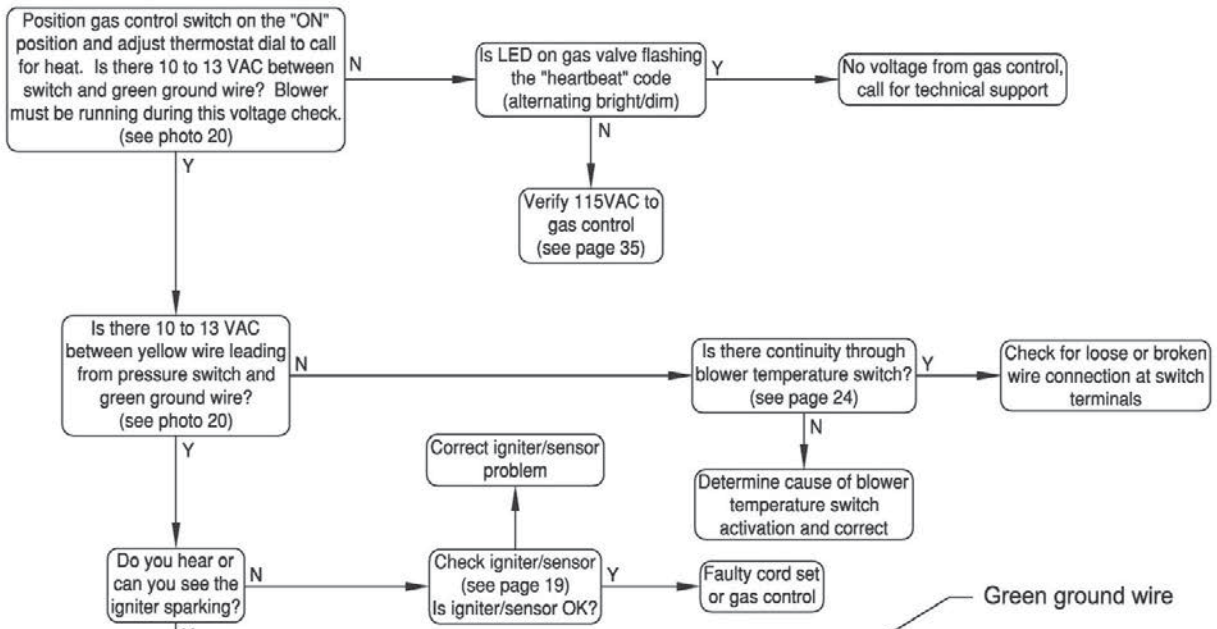 Position gas control switch on the "ON"
position and adjust thermostat dial to call
for heat.  Is there 10 to 13 VAC between
switch and green ground wire?  Blower
must be running during this voltage check.
(see photo 20)
N
Is LED on gas valve flashing
the "heartbeat" code
(alternating bright/dim)
Y
No voltage from gas control,
call for technical support
N
Verify 115VAC to
gas control
(see page 35)
Y
Is there 10 to 13 VAC
between yellow wire leading
from pressure switch and
green ground wire?
(see photo 20)
N
Is there continuity through
blower temperature switch?
(see page 24)
Y
Check for loose or broken
wire connection at switch
terminals
N
Determine cause of blower
temperature switch
activation and correct
Y
Correct igniter/sensor
problem
Do you hear or
can you see the
igniter sparking?
N
Check igniter/sensor
(see page 19)
Is igniter/sensor OK?
Y
Faulty cord set
or gas control
Green ground wire